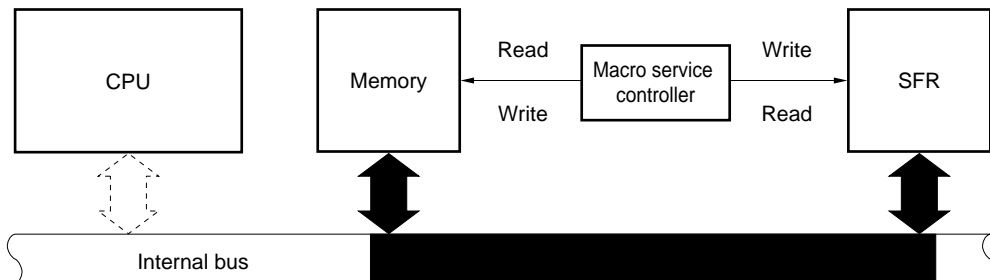 CPU
Memory
Read
Write
Macro service
controller
Write
Read
SFR
Internal bus